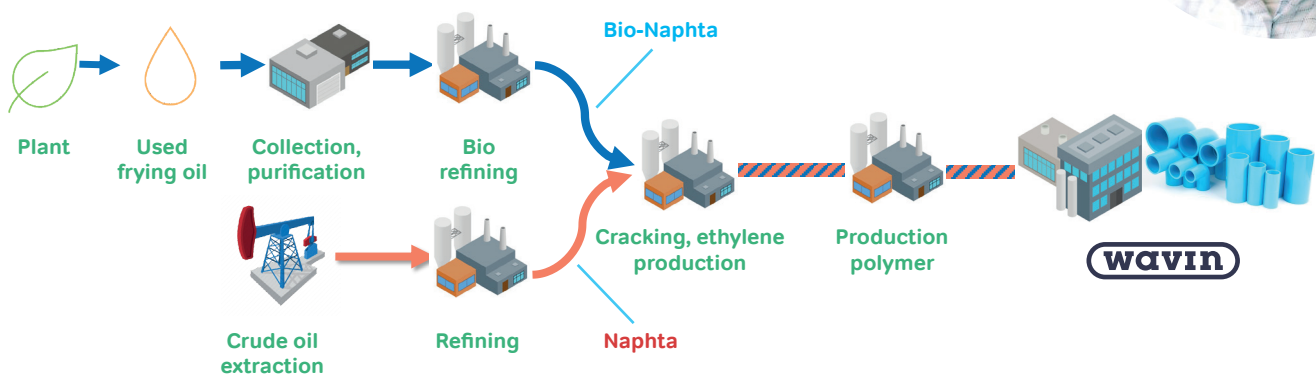 Bio-Naphta
Plant
Used
frying oil
Collection,
purification
Bio
refining
Cracking, ethylene
production
Production
polymer
wavin
Crude oil
extraction
Refining
Naphta